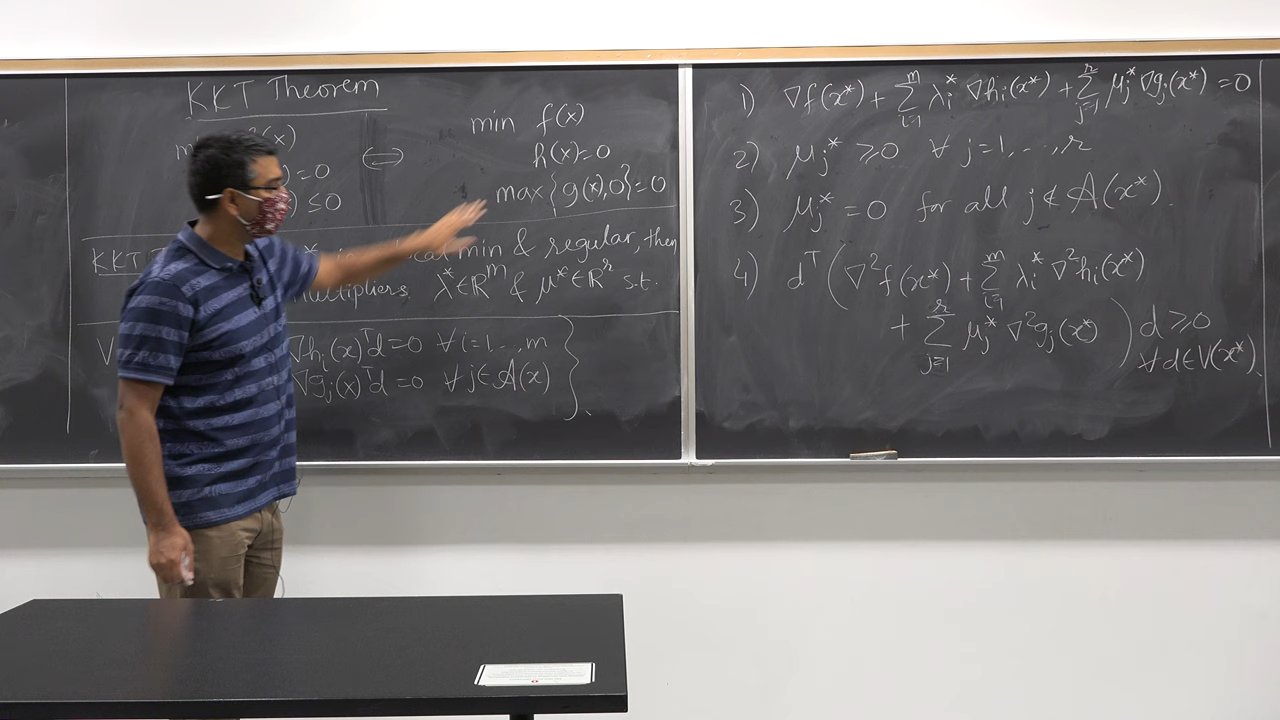 KKT Theorem
min f(x)
=0
≤0
⟺
min f(x)
h(x)=0
max{g(x),0}=0
KKT min & regular, then
multipliers λ*∈ℝ^m & μ*∈ℝ^r s.t.
V
∇h_i(x)^T d=0 ∀ i=1,..,m
∇g_j(x)^T d=0 ∀ j∈A(x)
1) ∇f(x*) + Σ_{i=1}^m λ_i* ∇h_i(x*) + Σ_{j=1}^r μ_j* ∇g_j(x*) = 0
2) μ_j* ≥0 ∀ j=1,...,r
3) μ_j* =0 for all j∉A(x*).
4) d^T (∇²f(x*) + Σ_{i=1}^m λ_i* ∇²h_i(x*)
+ Σ_{j=1}^r μ_j* ∇²g_j(x*)) d ≥0
∀ d∈V(x*).